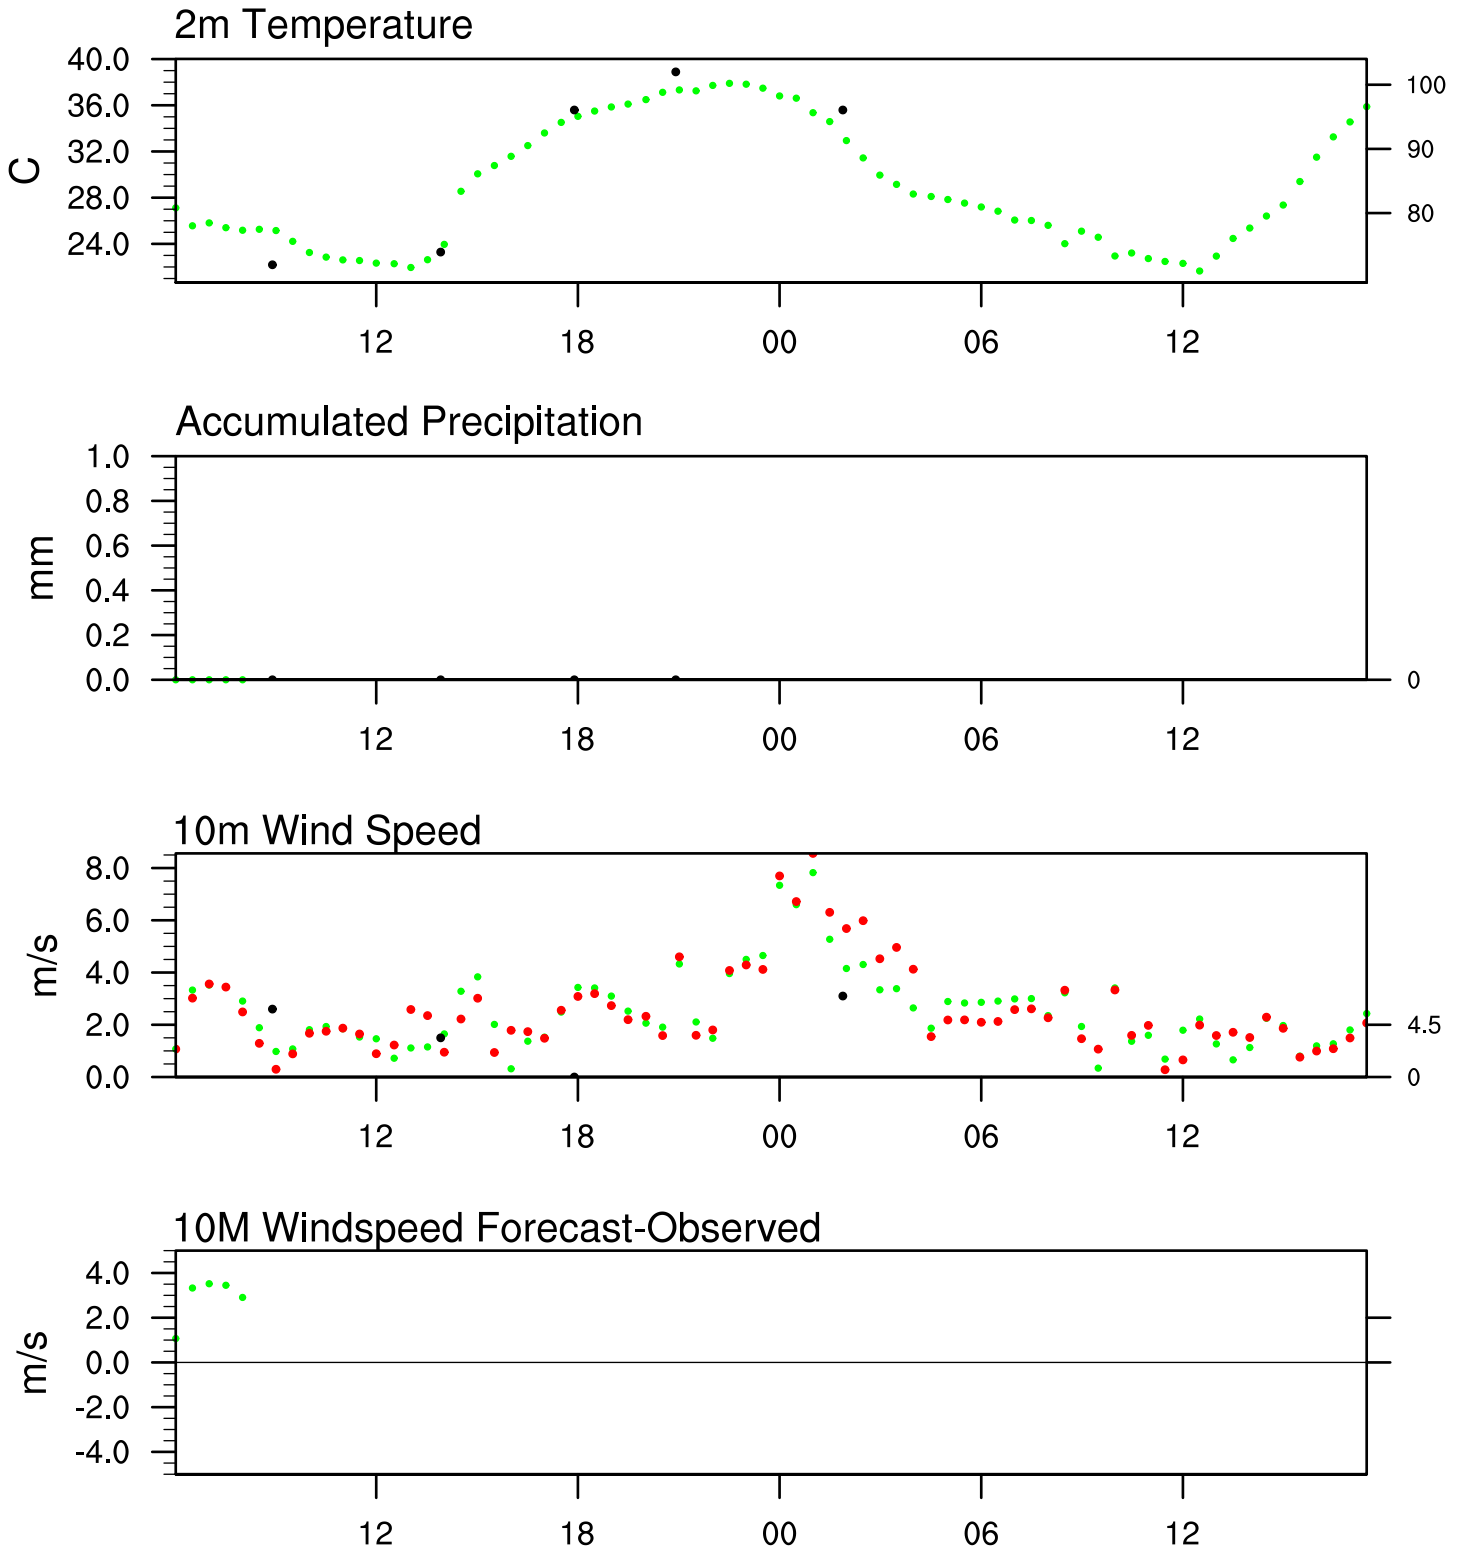 2m Temperature
40.0
36.0
32.0
28.0
24.0
C
100
90
80
12 18 00 06 12
Accumulated Precipitation
1.0
0.8
0.6
0.4
0.2
0.0
mm
0
12 18 00 06 12
10m Wind Speed
8.0
6.0
4.0
2.0
0.0
m/s
4.5
0
12 18 00 06 12
10M Windspeed Forecast-Observed
4.0
2.0
0.0
-2.0
-4.0
m/s
12 18 00 06 12